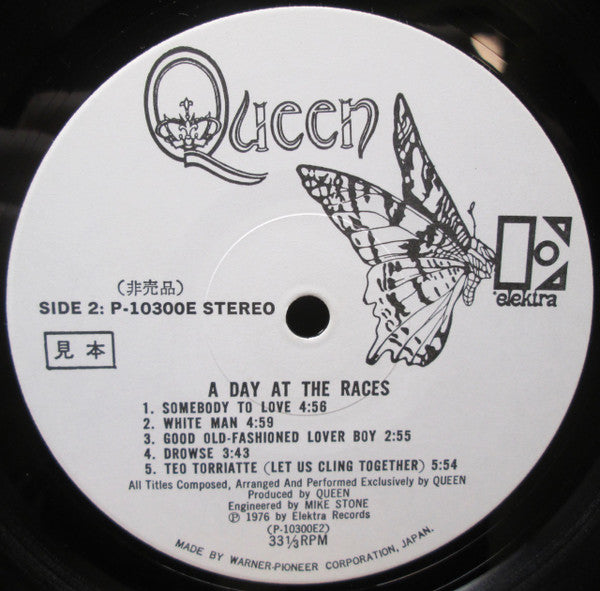 Queen
elektra
(非売品)
SIDE 2: P-10300E STEREO
見本
A DAY AT THE RACES
1. SOMEBODY TO LOVE 4:56
2. WHITE MAN 4:59
3. GOOD OLD-FASHIONED LOVER BOY 2:55
4. DROWSE 3:43
5. TEO TORRIATTE (LET US CLING TOGETHER) 5:54
All Titles Composed, Arranged And Performed Exclusively by QUEEN
Produced by QUEEN
Engineered by MIKE STONE
Ⓟ 1976 by Elektra Records
(P-10300E2)
33⅓RPM
MADE BY WARNER-PIONEER CORPORATION, JAPAN.